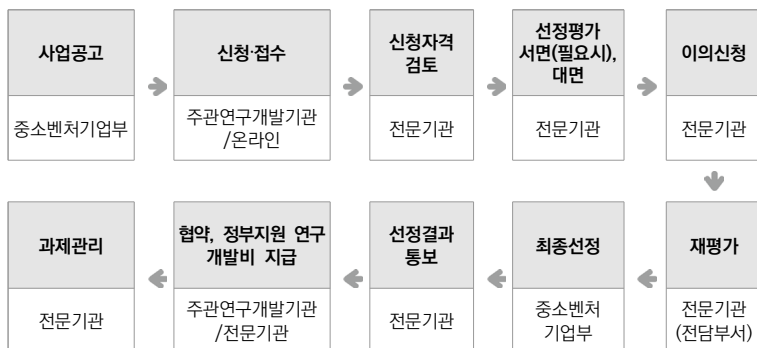 사업공고
중소벤처기업부
신청·접수
주관연구개발기관
/온라인
신청자격
검토
전문기관
선정평가
서면(필요시),
대면
전문기관
이의신청
전문기관
재평가
전문기관
(전담부서)
최종선정
중소벤처
기업부
선정결과
통보
전문기관
협약, 정부지원 연구
개발비 지급
주관연구개발기관
/전문기관
과제관리
전문기관